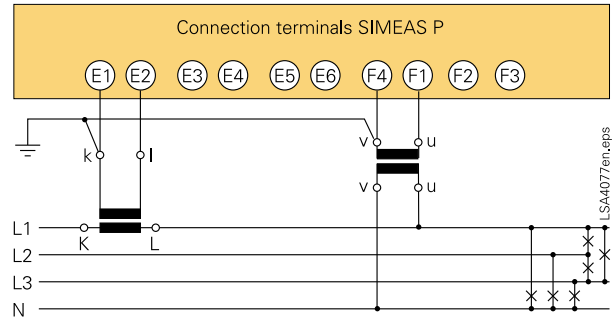 Connection terminals SIMEAS P
E1 E2 E3 E4 E5 E6 F4 F1 F2 F3
k l v u
v u
L1 K L
L2
L3
N
LSA4077en.eps